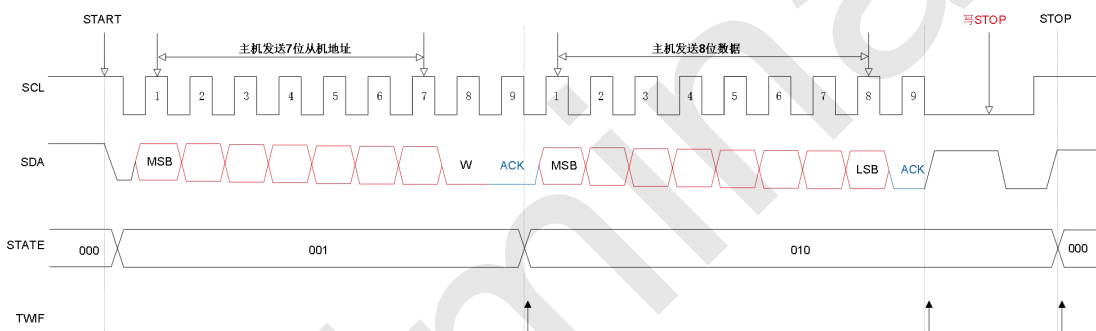 START
写STOP
STOP
主机发送7位从机地址
主机发送8位数据
SCL
1 2 3 4 5 6 7 8 9 1 2 3 4 5 6 7 8 9
SDA
MSB W ACK MSB LSB ACK
STATE
000 001 010 000
TWIF
minina